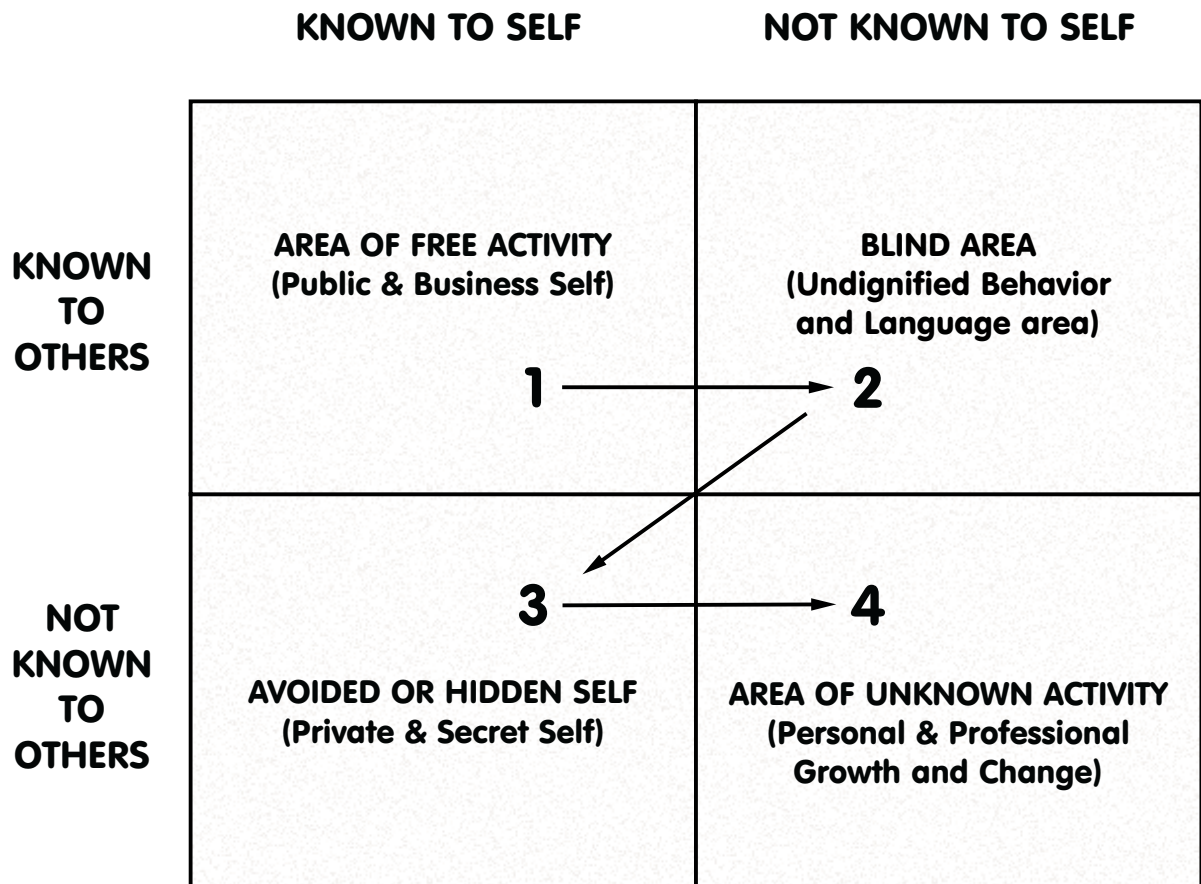 KNOWN TO SELF
NOT KNOWN TO SELF
KNOWN
TO
OTHERS
AREA OF FREE ACTIVITY
(Public & Business Self)
1
BLIND AREA
(Undignified Behavior
and Language area)
2
NOT
KNOWN
TO
OTHERS
3
AVOIDED OR HIDDEN SELF
(Private & Secret Self)
4
AREA OF UNKNOWN ACTIVITY
(Personal & Professional
Growth and Change)